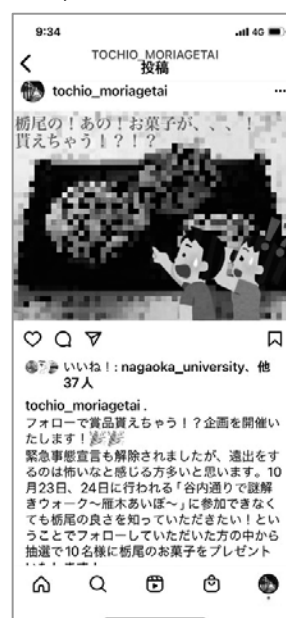 9:34
4G
TOCHIO_MORIAGETAI
投稿
tochio_moriagetai
栃尾の！あの！お菓子が、、、！
貰えちゃう！？！？
いいね！: nagaoka_university、他
37人
tochio_moriagetai .
フォローで賞品貰えちゃう！？企画を開催い
たします！🎉🎉
緊急事態宣言も解除されましたが、遠出をす
るのは怖いなと感じる方多いと思います。10
月23日、24日に行われる「谷内通りで謎解
きウォーク～雁木あいぼ～」に参加できなく
ても栃尾の良さを知っていただきたい！とい
うことでフォローしていただいた方の中から
抽選で10名様に栃尾のお菓子をプレゼント